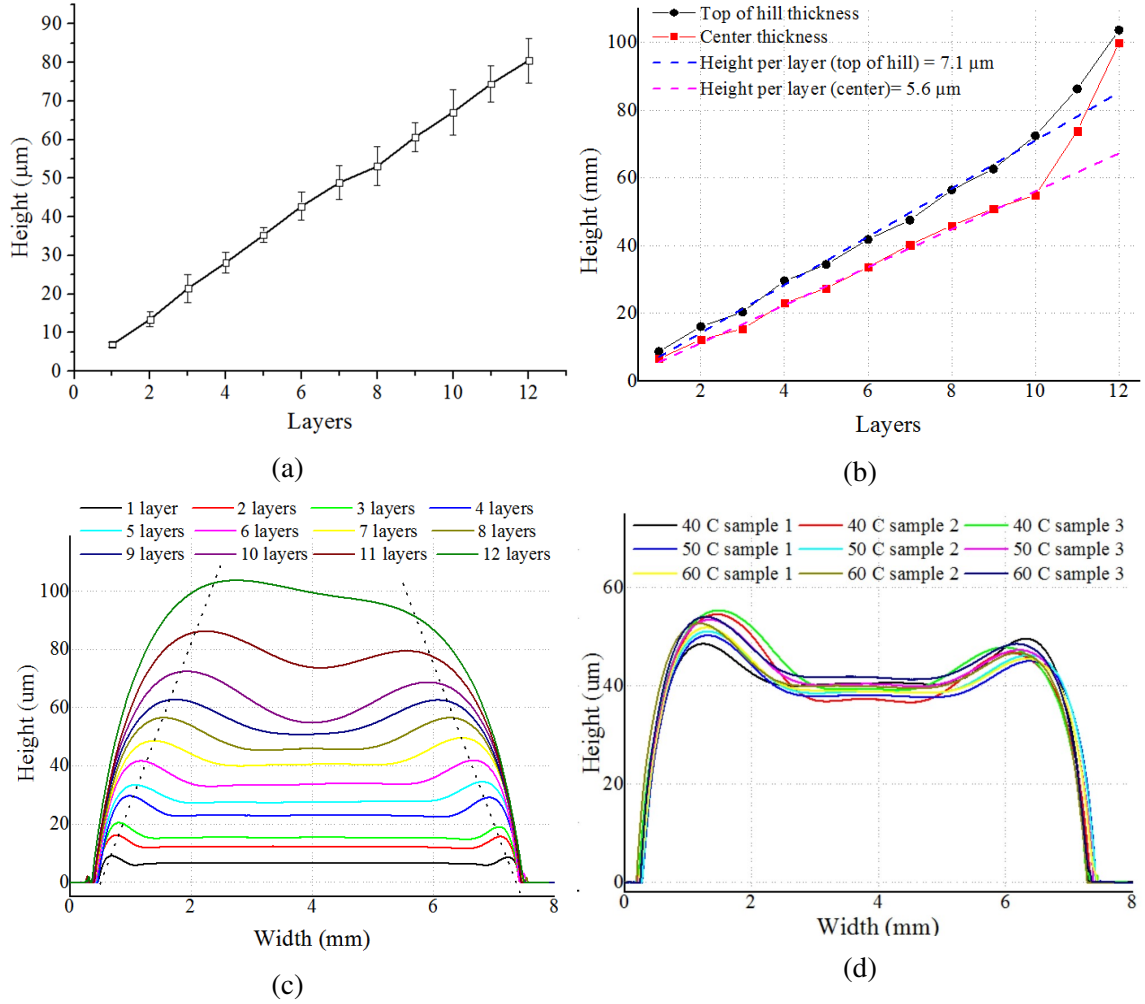 90
80
70
60
50
40
30
20
10
0
Height (µm)
0 2 4 6 8 10 12
Layers
(a)
Top of hill thickness
Center thickness
Height per layer (top of hill) = 7.1 µm
Height per layer (center)= 5.6 µm
100
80
60
40
20
0
Height (mm)
2 4 6 8 10 12
Layers
(b)
1 layer 2 layers 3 layers 4 layers
5 layers 6 layers 7 layers 8 layers
9 layers 10 layers 11 layers 12 layers
100
80
60
40
20
0
Height (um)
0 2 4 6 8
Width (mm)
(c)
40 C sample 1 40 C sample 2 40 C sample 3
50 C sample 1 50 C sample 2 50 C sample 3
60 C sample 1 60 C sample 2 60 C sample 3
60
40
20
0
Height (um)
0 2 4 6 8
Width (mm)
(d)